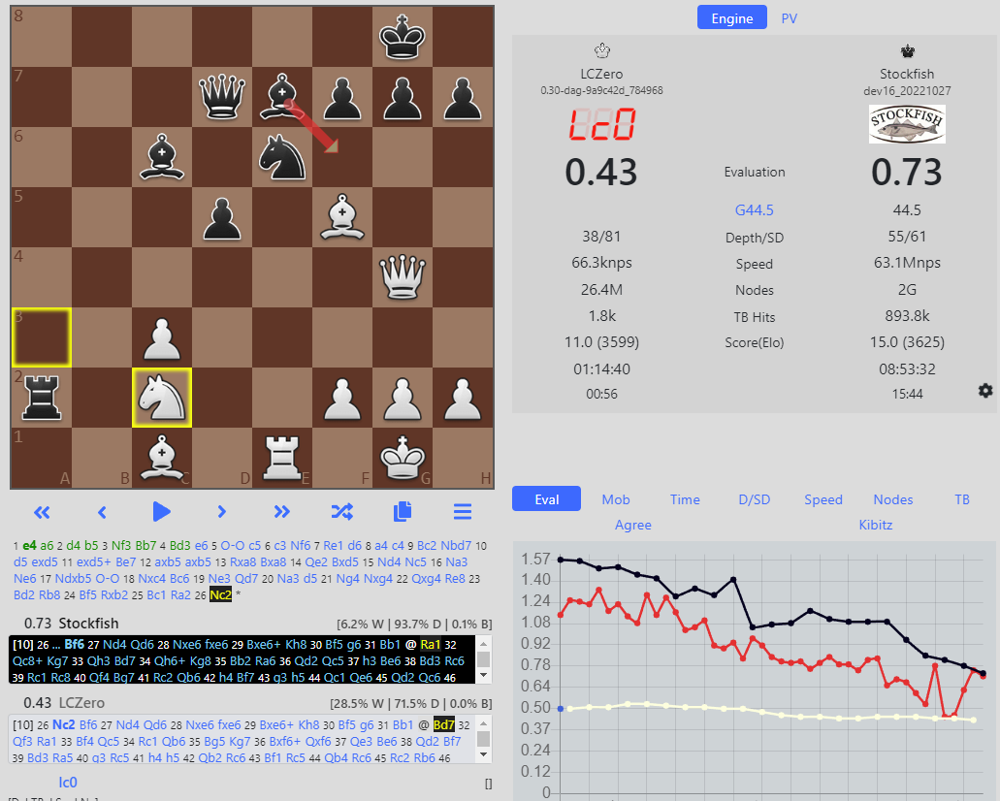 Engine PV
LCZero
0.30-dag-9a9c42d_784968
Lc0
Stockfish
dev16_20221027
STOCKFISH
0.43 Evaluation 0.73
G44.5 44.5
38/81 Depth/SD 55/61
66.3knps Speed 63.1Mnps
26.4M Nodes 2G
1.8k TB Hits 893.8k
11.0 (3599) Score(Elo) 15.0 (3625)
01:14:40 08:53:32
00:56 15:44
8
7
6
5
4
3
2
1
A B C D E F G H
1 e4 a6 2 d4 b5 3 Nf3 Bb7 4 Bd3 e6 5 O-O c5 6 c3 Nf6 7 Re1 d6 8 a4 c4 9 Bc2 Nbd7 10
d5 exd5 11 exd5+ Be7 12 axb5 axb5 13 Rxa8 Bxa8 14 Qe2 Bxd5 15 Nd4 Nc5 16 Na3
Ne6 17 Ndxb5 O-O 18 Nxc4 Bc6 19 Ne3 Qd7 20 Na3 d5 21 Ng4 Nxg4 22 Qxg4 Re8 23
Bd2 Rb8 24 Bf5 Rxb2 25 Bc1 Ra2 26 Nc2 *
0.73 Stockfish [6.2% W | 93.7% D | 0.1% B]
[10] 26 ... Bf6 27 Nd4 Qd6 28 Nxe6 fxe6 29 Bxe6+ Kh8 30 Bf5 g6 31 Bb1 @ Ra1 32
Qc8+ Kg7 33 Qh3 Bd7 34 Qh6+ Kg8 35 Bb2 Ra6 36 Qd2 Qc5 37 h3 Be6 38 Bd3 Rc6
39 Rc1 Rc8 40 Qf4 Bg7 41 Rc2 Qb6 42 h4 Bf7 43 g3 h5 44 Qc1 Qe6 45 Qd2 Qc6 46
0.43 LCZero [28.5% W | 71.5% D | 0.0% B]
[10] 26 Nc2 Bf6 27 Nd4 Qd6 28 Nxe6 fxe6 29 Bxe6+ Kh8 30 Bf5 g6 31 Bb1 @ Bd7 32
Qf3 Ra1 33 Bf4 Qc5 34 Rc1 Qb6 35 Bg5 Kg7 36 Bxf6+ Qxf6 37 Qe3 Be6 38 Qd2 Bf7
39 Bd3 Ra5 40 g3 Rc5 41 h4 h5 42 Qb2 Rc6 43 Bf1 Rc5 44 Qb4 Rc6 45 Rc2 Rb6 46
lc0 []
Eval Mob Time D/SD Speed Nodes TB
Agree Kibitz
1.57
1.40
1.24
1.08
0.92
0.78
0.64
0.50
0.37
0.24
0.12
0